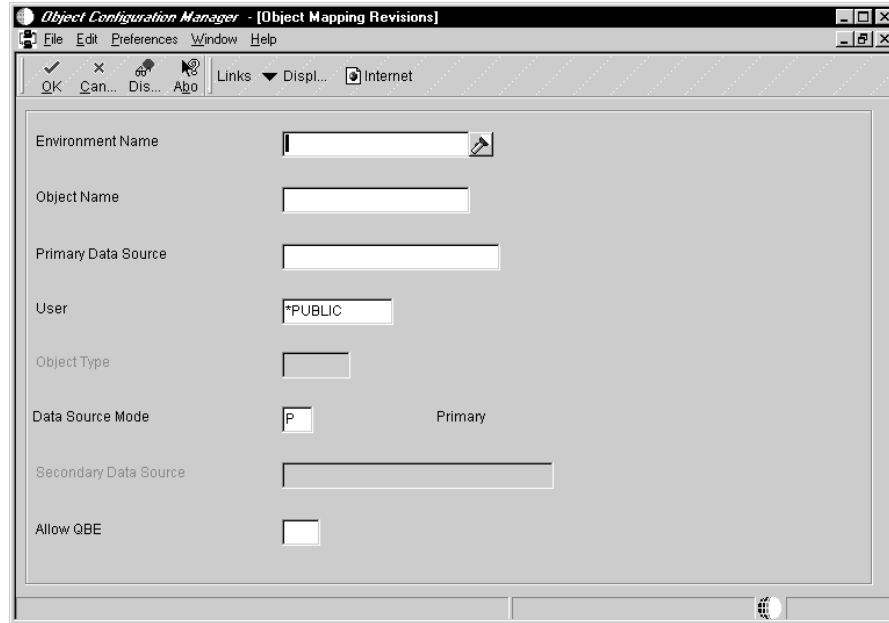 Object Configuration Manager - [Object Mapping Revisions]
File Edit Preferences Window Help
OK Can... Dis... Abo Links Displ... Internet
Environment Name
Object Name
Primary Data Source
User *PUBLIC
Object Type
Data Source Mode P Primary
Secondary Data Source
Allow QBE